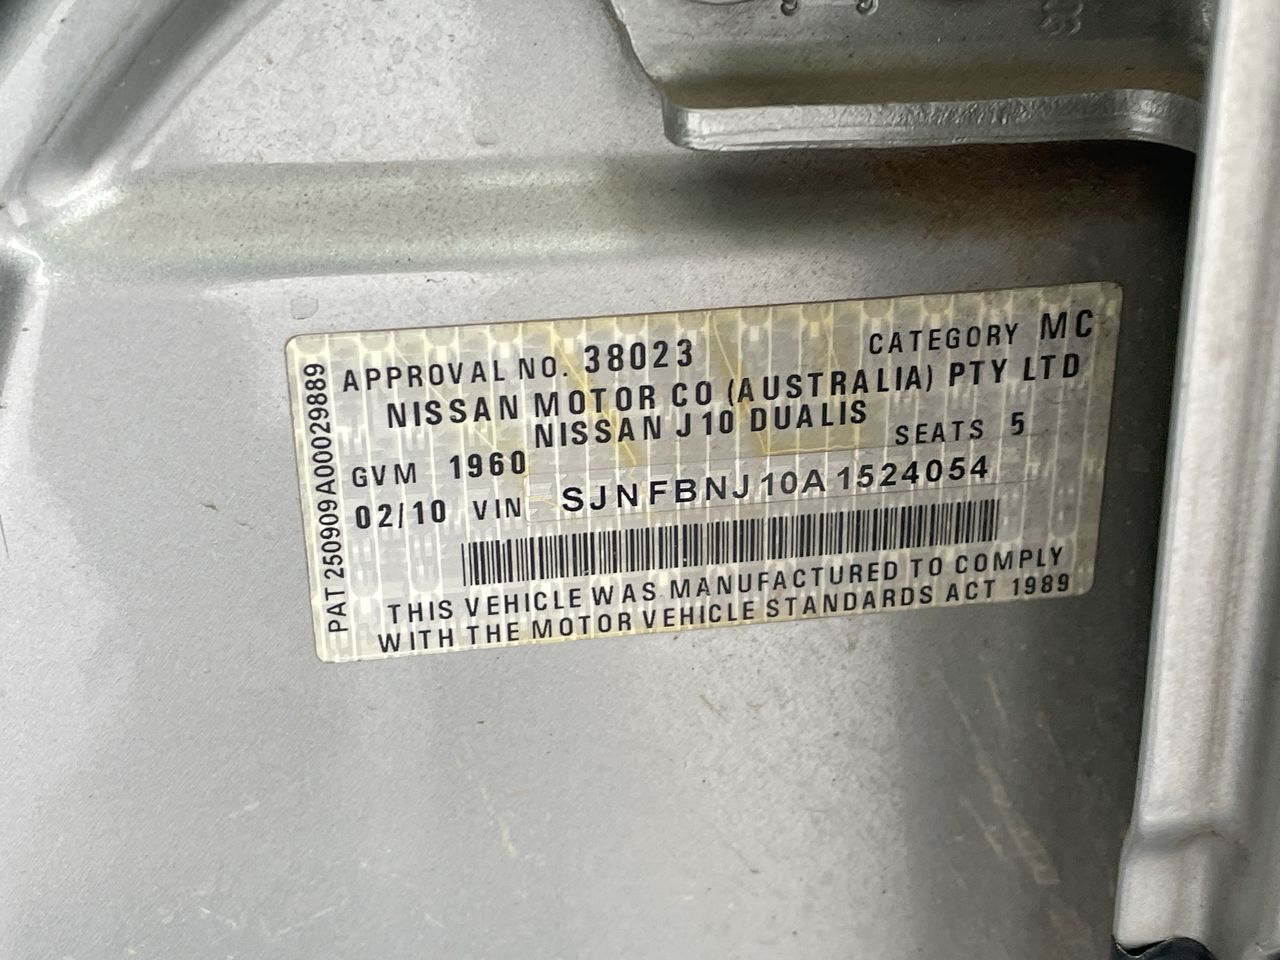 APPROVAL NO. 38023 CATEGORY MC
NISSAN MOTOR CO (AUSTRALIA) PTY LTD
NISSAN J10 DUALIS
GVM 1960 SEATS 5
02/10 VIN SJNFBNJ10A1524054
THIS VEHICLE WAS MANUFACTURED TO COMPLY
WITH THE MOTOR VEHICLE STANDARDS ACT 1989
PAT 250909A000029889